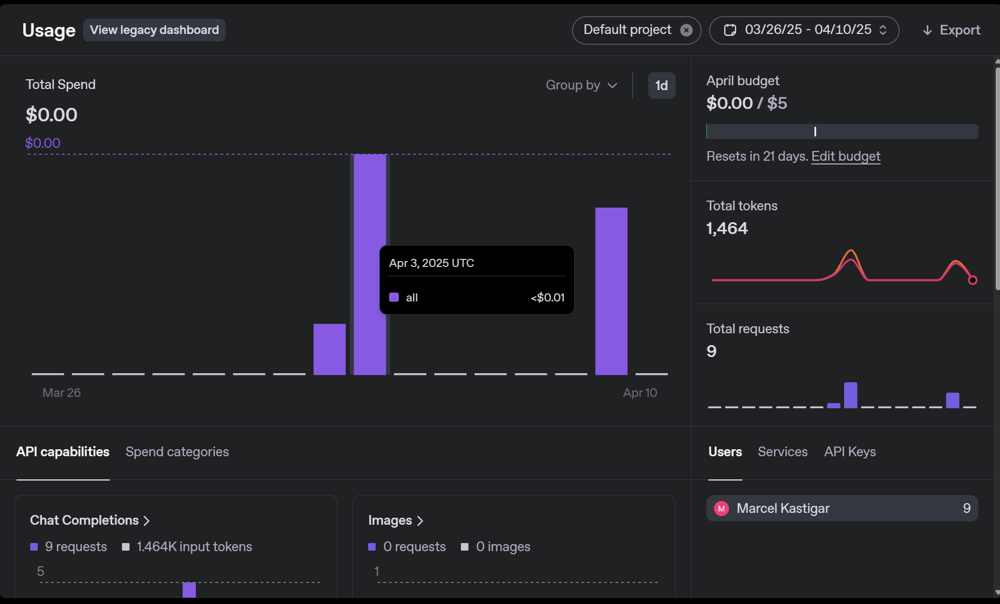 Usage View legacy dashboard
Default project 03/26/25 - 04/10/25 Export
Total Spend
$0.00
$0.00
Group by 1d
Apr 3, 2025 UTC
all <$0.01
Mar 26 Apr 10
April budget
$0.00 / $5
Resets in 21 days. Edit budget
Total tokens
1,464
Total requests
9
API capabilities Spend categories
Chat Completions
9 requests 1.464K input tokens
5
Images
0 requests 0 images
1
Users Services API Keys
M Marcel Kastigar 9